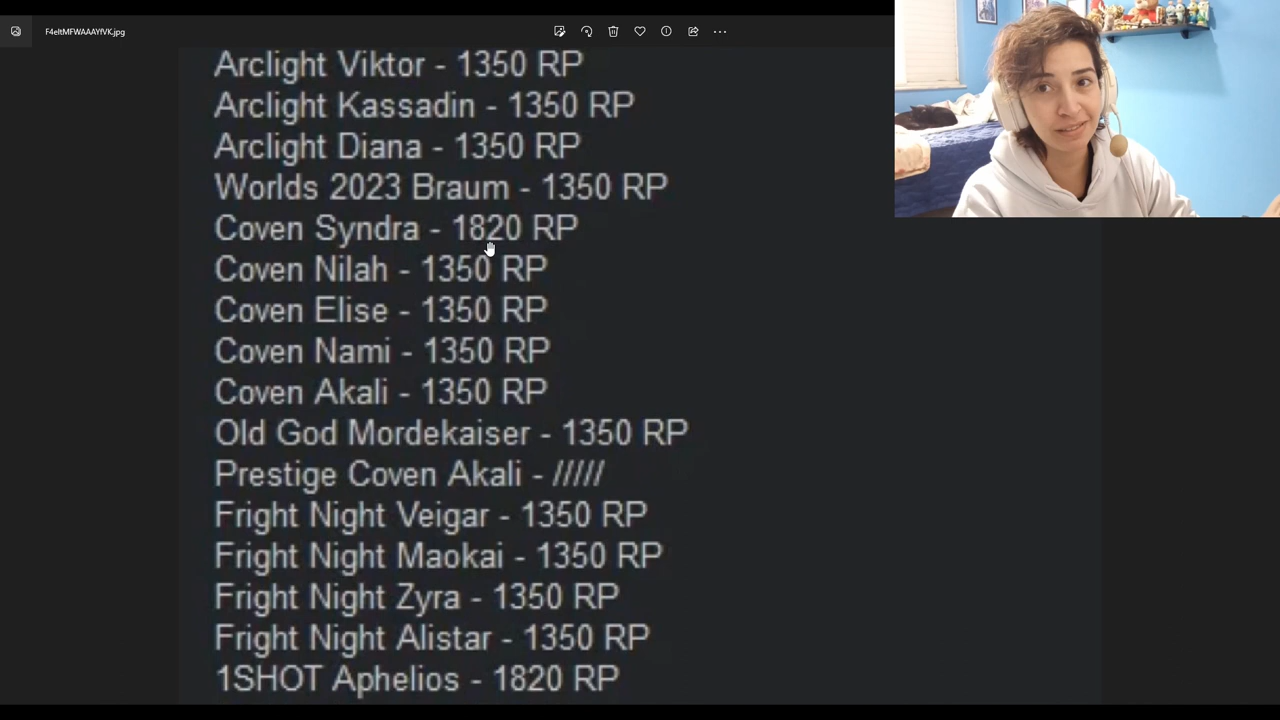 F4eltMFWAAAYfVK.jpg
Arclight Viktor - 1350 RP
Arclight Kassadin - 1350 RP
Arclight Diana - 1350 RP
Worlds 2023 Braum - 1350 RP
Coven Syndra - 1820 RP
Coven Nilah - 1350 RP
Coven Elise - 1350 RP
Coven Nami - 1350 RP
Coven Akali - 1350 RP
Old God Mordekaiser - 1350 RP
Prestige Coven Akali - /////
Fright Night Veigar - 1350 RP
Fright Night Maokai - 1350 RP
Fright Night Zyra - 1350 RP
Fright Night Alistar - 1350 RP
1SHOT Aphelios - 1820 RP